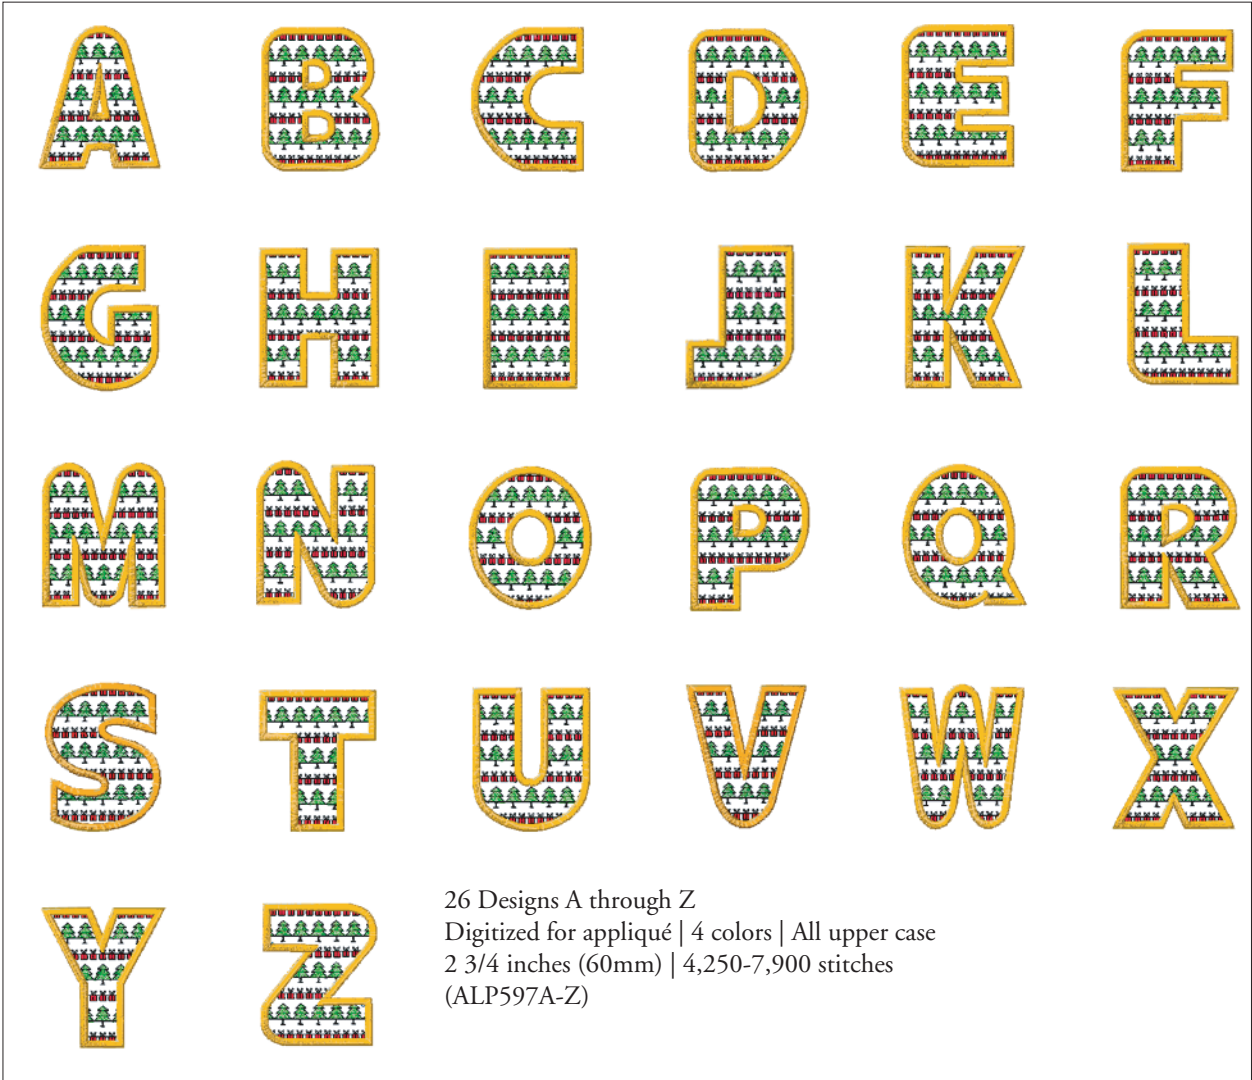 A B C D E F
G H I J K L
M N O P Q R
S T U V W X
Y Z
26 Designs A through Z
Digitized for appliqué | 4 colors | All upper case
2 3/4 inches (60mm) | 4,250-7,900 stitches
(ALP597A-Z)